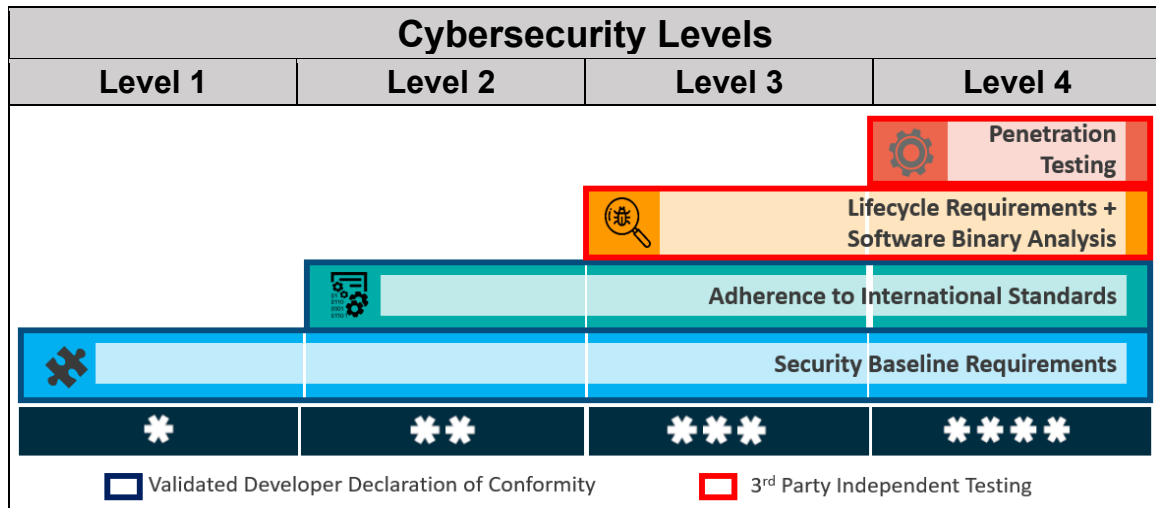 Cybersecurity Levels
Level 1
Level 2
Level 3
Level 4
Penetration
Testing
Lifecycle Requirements +
Software Binary Analysis
Adherence to International Standards
Security Baseline Requirements
*
**
***
****
Validated Developer Declaration of Conformity
3rd Party Independent Testing